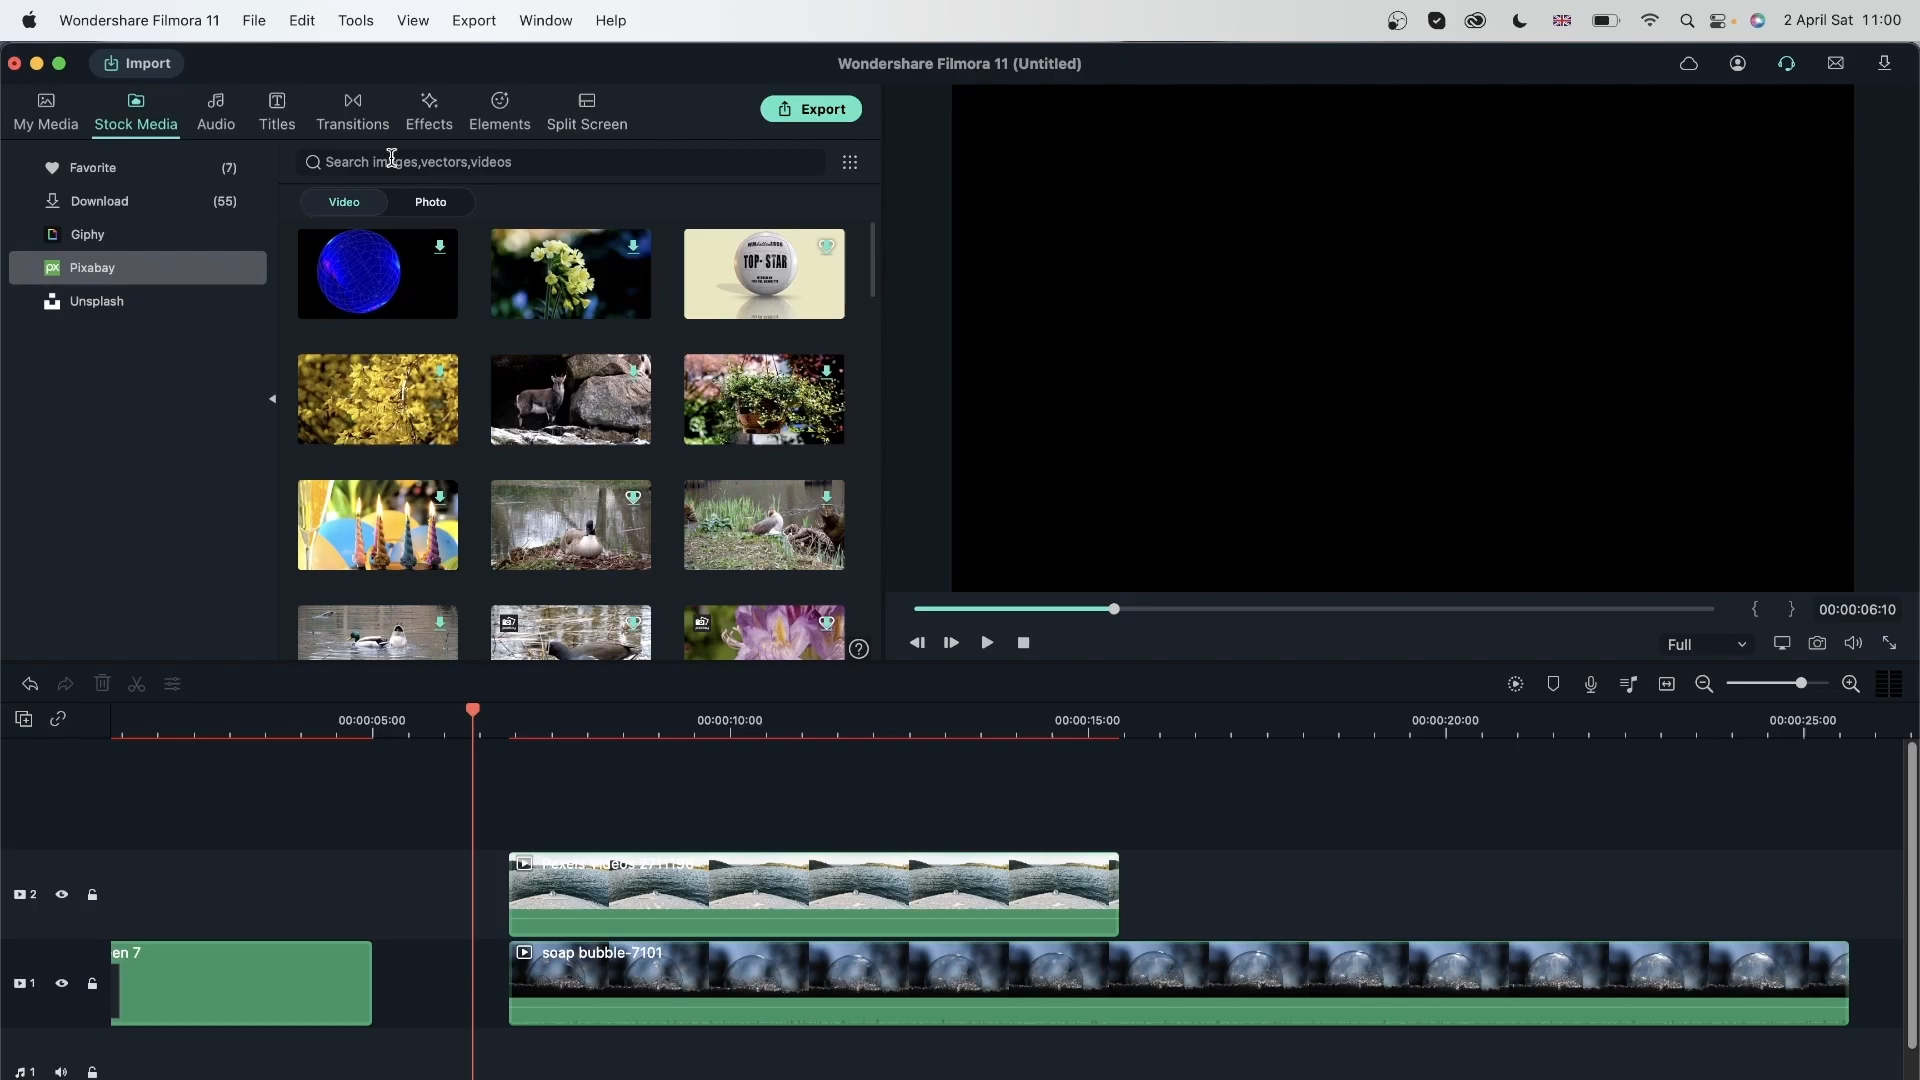 Wondershare Filmora 11 File Edit Tools View Export Window Help 2 April Sat 11:00
Import Wondershare Filmora 11 (Untitled)
My Media Stock Media Audio Titles Transitions Effects Elements Split Screen Export
Favorite (7)
Download (55)
Giphy
Pixabay
Unsplash
Search images,vectors,videos
Video Photo
TOP-STAR
00:00:06:10
Full
00:00:05:00 00:00:10:00 00:00:15:00 00:00:20:00 00:00:25:00
2
en 7
soap bubble-7101
1
1